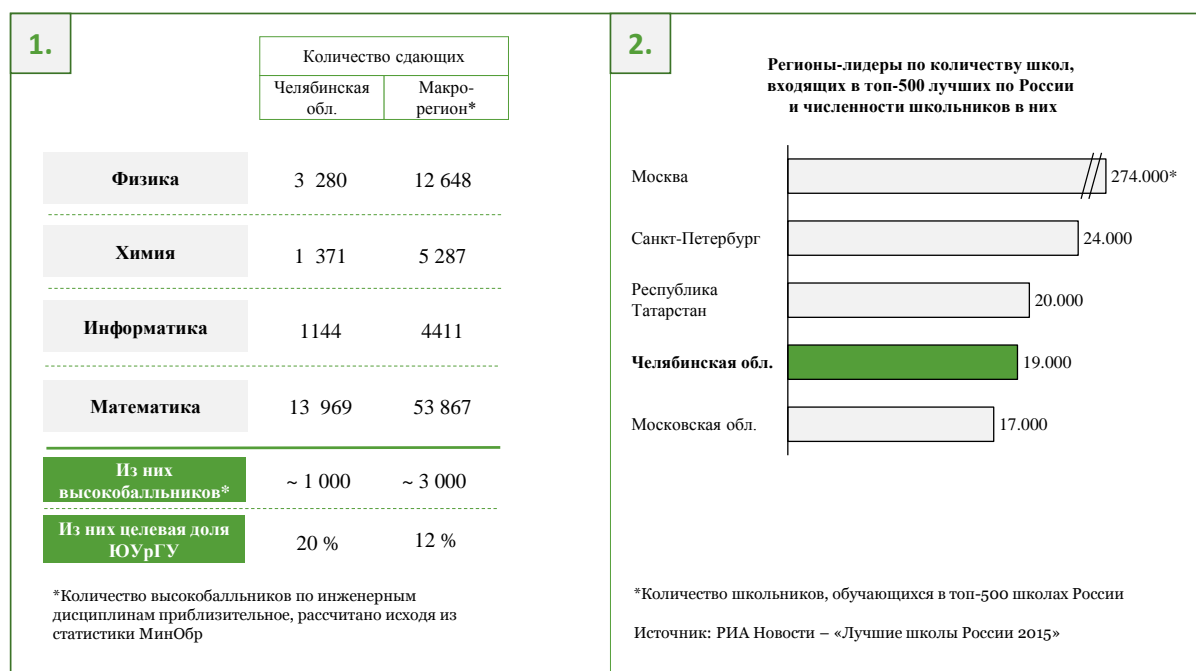 1.
Количество сдающих
Челябинская обл.
Макро-
регион*
Физика
3 280
12 648
Химия
1 371
5 287
Информатика
1144
4411
Математика
13 969
53 867
Из них
высокобалльников*
~ 1 000
~ 3 000
Из них целевая доля
ЮУрГУ
20 %
12 %
*Количество высокобалльников по инженерным
дисциплинам приблизительное, рассчитано исходя из
статистики МинОбр
2.
Регионы-лидеры по количеству школ,
входящих в топ-500 лучших по России
и численности школьников в них
Москва
274.000*
Санкт-Петербург
24.000
Республика
Татарстан
20.000
Челябинская обл.
19.000
Московская обл.
17.000
*Количество школьников, обучающихся в топ-500 школах России
Источник: РИА Новости – «Лучшие школы России 2015»